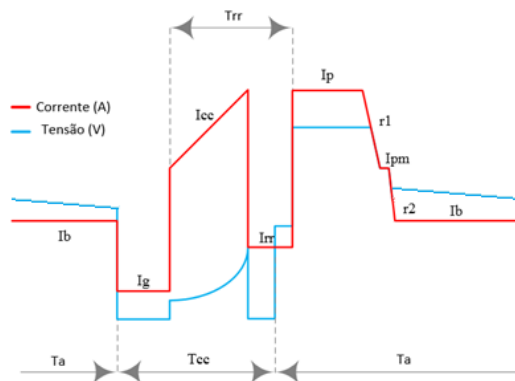 Trr
Ip
Corrente (A)
Tensão (V)
Icc
r1
Ipm
r2
Ib
Ib
Irr
Ig
Ta
Tcc
Ta